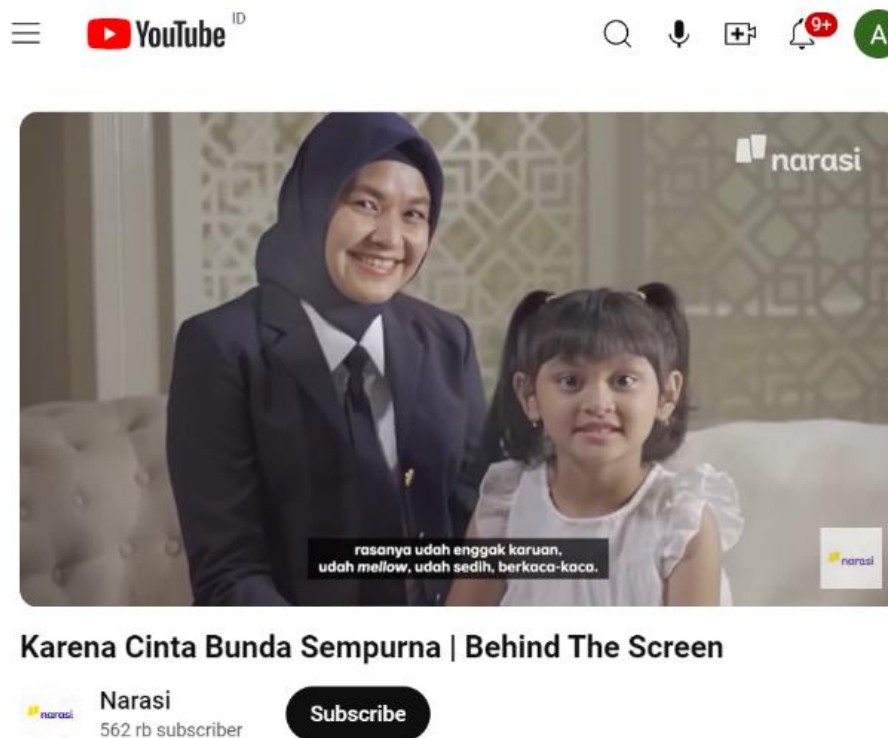 YouTube ID
9+
A
narasi
rasanya udah enggak karuan,
udah mellow, udah sedih, berkaca-kaca.
narasi
Karena Cinta Bunda Sempurna | Behind The Screen
narasi
Narasi
562 rb subscriber
Subscribe